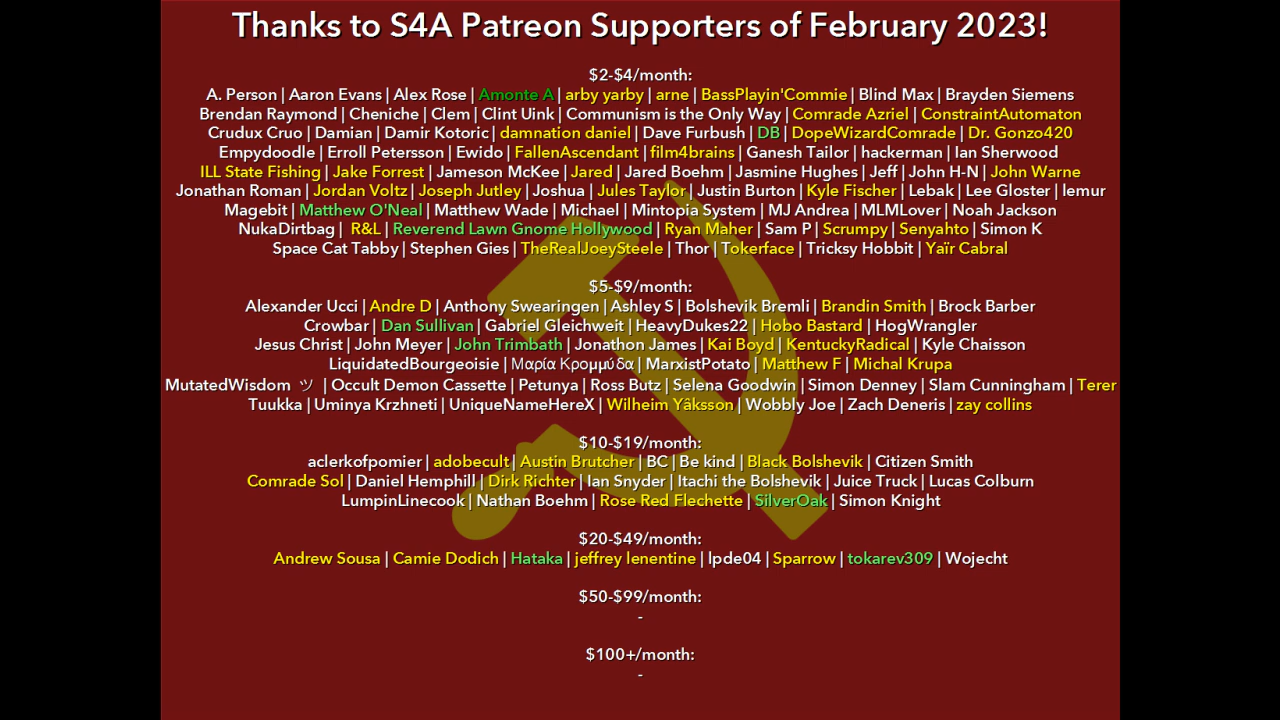 Thanks to S4A Patreon Supporters of February 2023!
$2-$4/month:
A. Person | Aaron Evans | Alex Rose | Amonte A | arby yarby | arne | BassPlayin'Commie | Blind Max | Brayden Siemens
Brendan Raymond | Cheniche | Clem | Clint Uink | Communism is the Only Way | Comrade Azriel | ConstraintAutomaton
Crudux Cruo | Damian | Damir Kotoric | damnation daniel | Dave Furbush | DB | DopeWizardComrade | Dr. Gonzo420
Empydoodle | Erroll Petersson | Ewido | FallenAscendant | film4brains | Ganesh Tailor | hackerman | Ian Sherwood
ILL State Fishing | Jake Forrest | Jameson McKee | Jared | Jared Boehm | Jasmine Hughes | Jeff | John H-N | John Warne
Jonathan Roman | Jordan Voltz | Joseph Jutley | Joshua | Jules Taylor | Justin Burton | Kyle Fischer | Lebak | Lee Gloster | lemur
Magebit | Matthew O'Neal | Matthew Wade | Michael | Mintopia System | MJ Andrea | MLMLover | Noah Jackson
NukaDirtbag | R&L | Reverend Lawn Gnome Hollywood | Ryan Maher | Sam P | Scrumpy | Senyahto | Simon K
Space Cat Tabby | Stephen Gies | TheRealJoeySteele | Thor | Tokerface | Tricksy Hobbit | Yaïr Cabral
$5-$9/month:
Alexander Ucci | Andre D | Anthony Swearingen | Ashley S | Bolshevik Bremli | Brandin Smith | Brock Barber
Crowbar | Dan Sullivan | Gabriel Gleichweit | HeavyDukes22 | Hobo Bastard | HogWrangler
Jesus Christ | John Meyer | John Trimbath | Jonathon James | Kai Boyd | KentuckyRadical | Kyle Chaisson
LiquidatedBourgeoisie | Μαρία Κρομμύδα | MarxistPotato | Matthew F | Michal Krupa
MutatedWisdom ツ | Occult Demon Cassette | Petunya | Ross Butz | Selena Goodwin | Simon Denney | Slam Cunningham | Terer
Tuukka | Uminya Krzhneti | UniqueNameHereX | Wilheim Yâksson | Wobbly Joe | Zach Deneris | zay collins
$10-$19/month:
aclerkofpomier | adobecult | Austin Brutcher | BC | Be kind | Black Bolshevik | Citizen Smith
Comrade Sol | Daniel Hemphill | Dirk Richter | Ian Snyder | Itachi the Bolshevik | Juice Truck | Lucas Colburn
LumpinLinecook | Nathan Boehm | Rose Red Flechette | SilverOak | Simon Knight
$20-$49/month:
Andrew Sousa | Camie Dodich | Hataka | jeffrey lenentine | lpde04 | Sparrow | tokarev309 | Wojecht
$50-$99/month:
-
$100+/month:
-